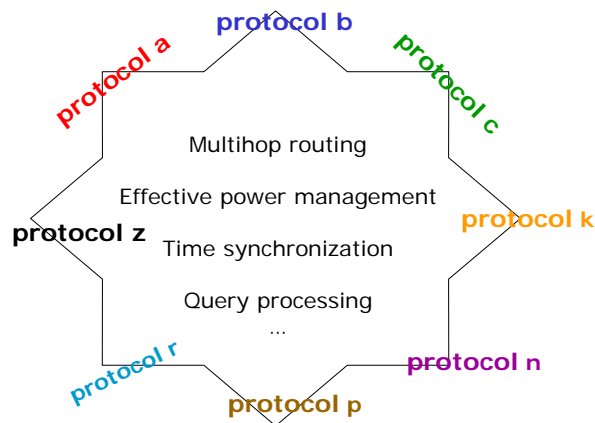 protocol b
protocol a
protocol c
Multihop routing
Effective power management
protocol z
protocol k
Time synchronization
Query processing
...
protocol r
protocol n
protocol p